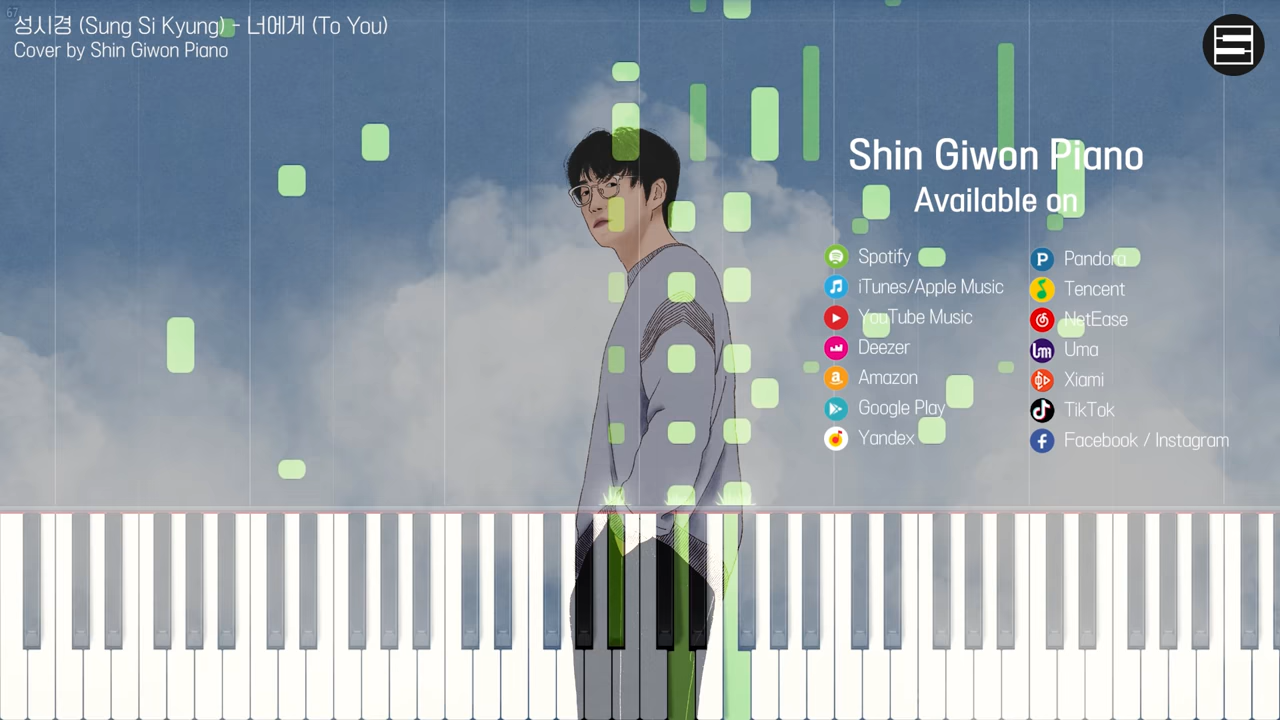 67
성시경 (Sung Si Kyung) - 너에게 (To You)
Cover by Shin Giwon Piano
Shin Giwon Piano
Available on
Spotify
iTunes/Apple Music
YouTube Music
Deezer
Amazon
Google Play
Yandex
Pandora
Tencent
NetEase
Uma
Xiami
TikTok
Facebook / Instagram